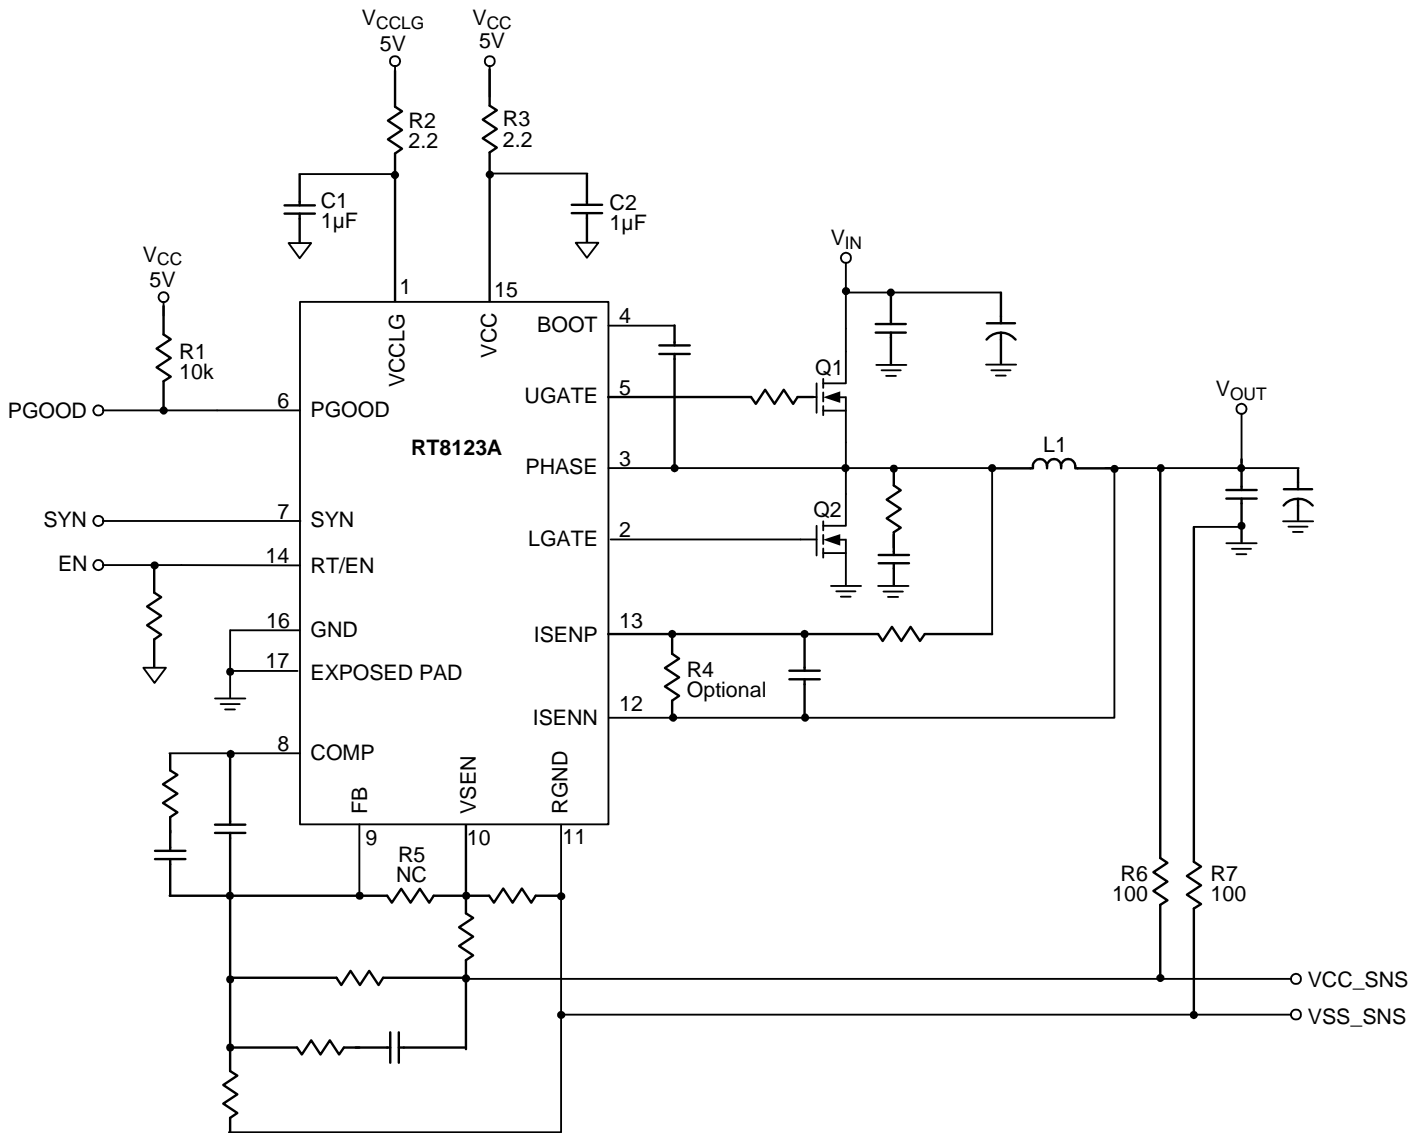 VCCLG
5V
VCC
5V
R2
2.2
R3
2.2
C1
1µF
C2
1µF
VCC
5V
VIN
1
15
VCCLG
VCC
BOOT
4
R1
10k
Q1
UGATE
5
VOUT
PGOOD
6
PGOOD
RT8123A
L1
PHASE
3
SYN
7
SYN
Q2
LGATE
2
EN
14
RT/EN
16
GND
ISENP
13
17
EXPOSED PAD
R4
Optional
ISENN
12
8
COMP
FB
VSEN
RGND
9
10
11
R5
NC
R6
100
R7
100
VCC_SNS
VSS_SNS